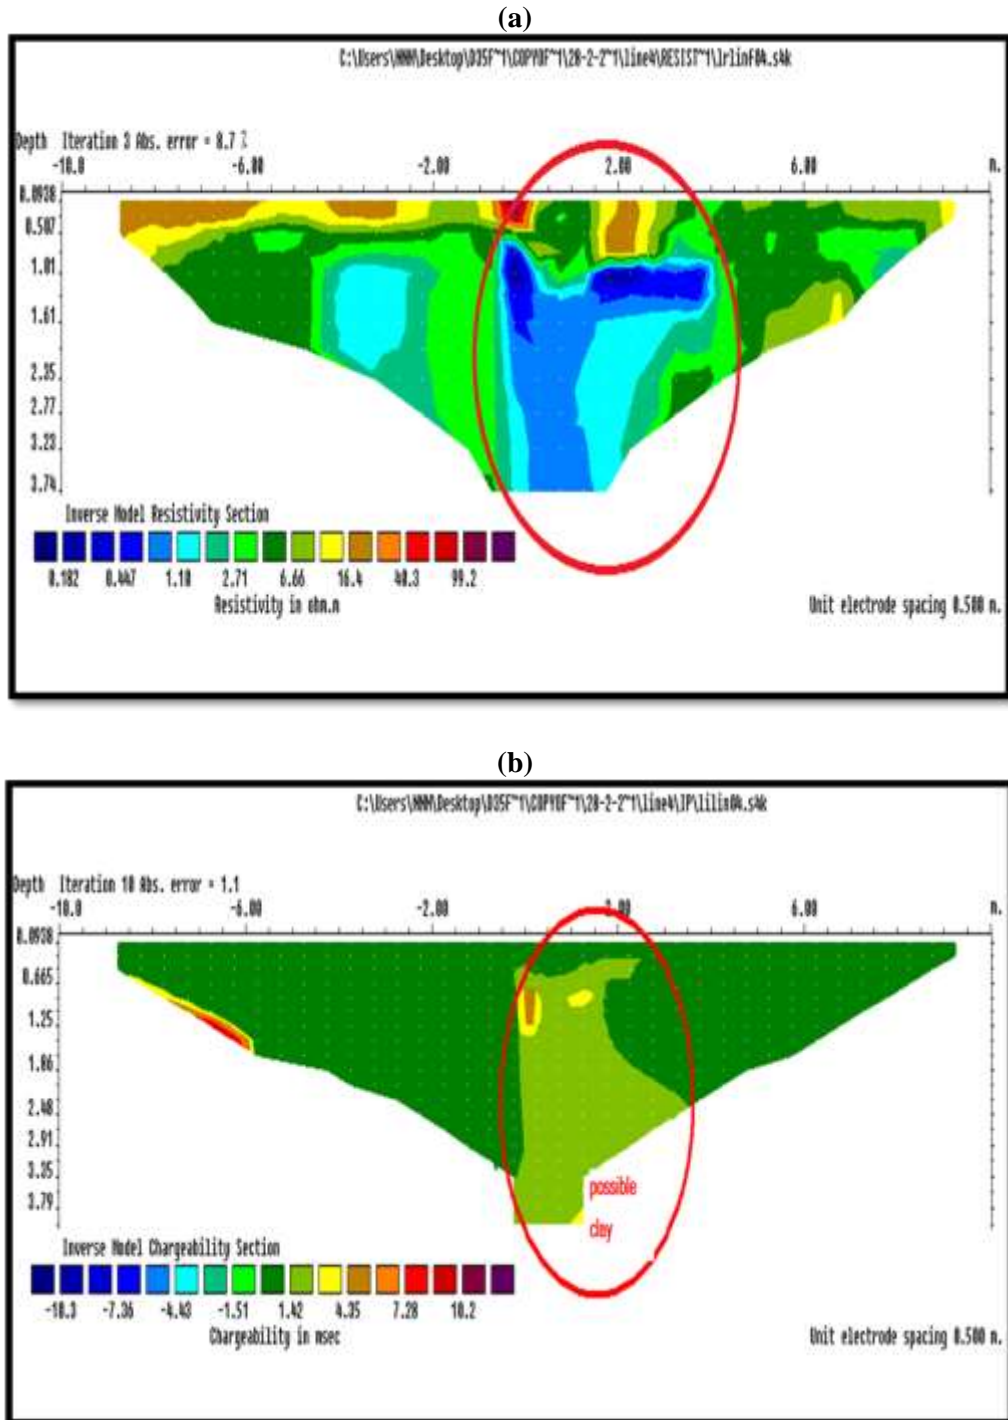 (a)
C:\Users\NNN\Desktop\D35F~1\COPYOF~1\28-2-2~1\line4\RESIST~1\lrlinF04.s4k
Depth Iteration 3 Abs. error = 8.7 %
-10.0 -6.00 -2.00 2.00 6.00 m.
0.0938
0.507
1.01
1.61
2.35
2.77
3.23
3.74
Inverse Model Resistivity Section
0.182 0.447 1.10 2.71 6.66 16.4 40.3 99.2
Resistivity in ohm.m
Unit electrode spacing 0.500 m.
(b)
C:\Users\NNN\Desktop\D35F~1\COPYOF~1\28-2-2~1\line4\IP\lilin04.s4k
Depth Iteration 10 Abs. error = 1.1
-10.0 -6.00 -2.00 2.00 6.00 m.
0.0938
0.665
1.25
1.86
2.48
2.91
3.35
3.79
possible
clay
Inverse Model Chargeability Section
-10.3 -7.36 -4.43 -1.51 1.42 4.35 7.28 10.2
Chargeability in msec
Unit electrode spacing 0.500 m.